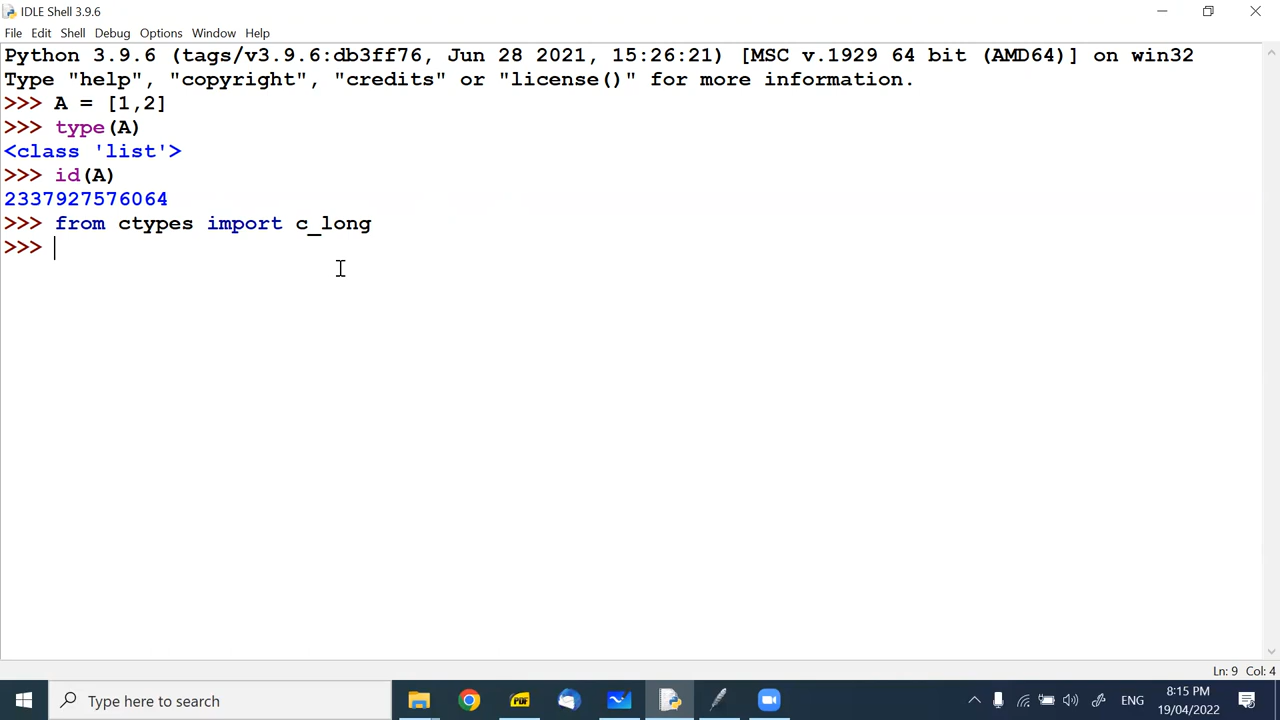 IDLE Shell 3.9.6
File Edit Shell Debug Options Window Help
Python 3.9.6 (tags/v3.9.6:db3ff76, Jun 28 2021, 15:26:21) [MSC v.1929 64 bit (AMD64)] on win32
Type "help", "copyright", "credits" or "license()" for more information.
>>> A = [1,2]
>>> type(A)
<class 'list'>
>>> id(A)
2337927576064
>>> from ctypes import c_long
>>>
Ln: 9 Col: 4
Type here to search
PDF
ENG
8:15 PM
19/04/2022